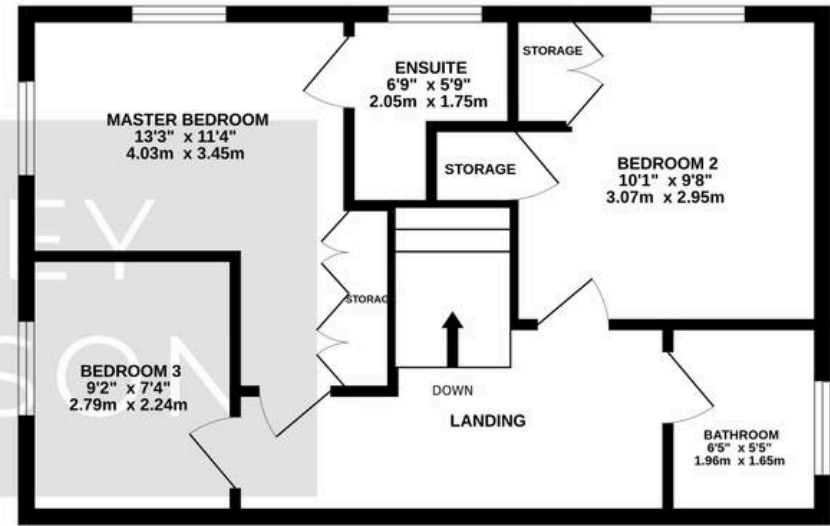 MASTER BEDROOM
13'3" x 11'4"
4.03m x 3.45m
ENSUITE
6'9" x 5'9"
2.05m x 1.75m
STORAGE
STORAGE
BEDROOM 2
10'1" x 9'8"
3.07m x 2.95m
STORAG
BEDROOM 3
9'2" x 7'4"
2.79m x 2.24m
DOWN
LANDING
BATHROOM
6'5" x 5'5"
1.96m x 1.65m
EY
SON